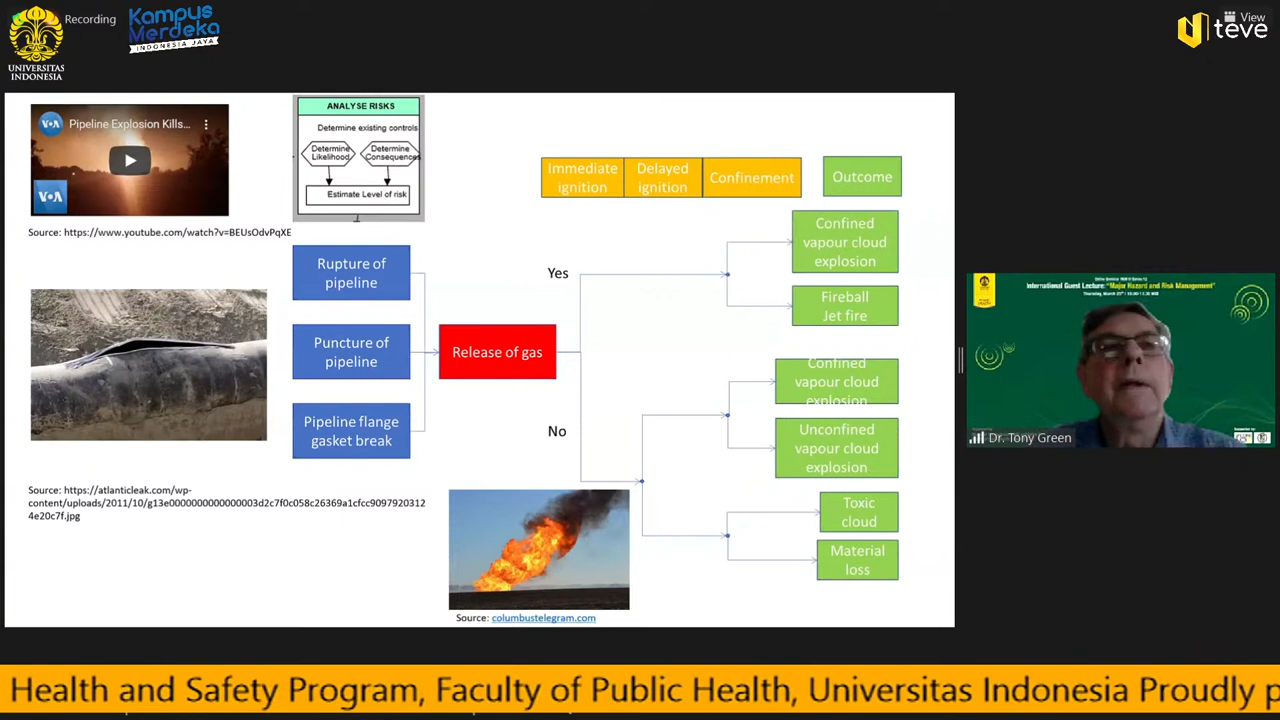 Recording
UNIVERSITAS
INDONESIA
Kampus
Merdeka
INDONESIA JAYA
View
teve
VOA
Pipeline Explosion Kills...
VOA
Source: https://www.youtube.com/watch?v=BEUsOdvPqXE
ANALYSE RISKS
Determine existing controls
Determine
Likelihood
Determine
Consequences
Estimate Level of risk
Immediate
ignition
Delayed
ignition
Confinement
Outcome
Rupture of
pipeline
Puncture of
pipeline
Pipeline flange
gasket break
Release of gas
Yes
No
Confined
vapour cloud
explosion
Fireball
Jet fire
Confined
vapour cloud
explosion
Unconfined
vapour cloud
explosion
Toxic
cloud
Material
loss
Source: https://atlanticleak.com/wp-
content/uploads/2011/10/g13e0000000000000003d2c7f0c058c26369a1cfcc9097920312
4e20c7f.jpg
Source: columbustelegram.com
International Guest Lecture: "Major Hazard and Risk Management"
Dr. Tony Green
Health and Safety Program, Faculty of Public Health, Universitas Indonesia Proudly p